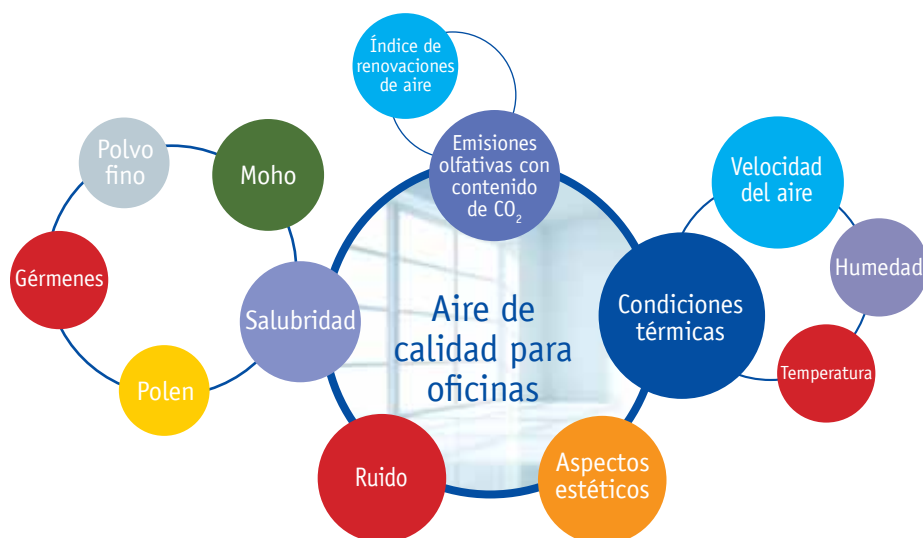 Índice de
renovaciones
de aire
Emisiones
olfativas con
contenido
de CO₂
Polvo
fino
Moho
Gérmenes
Salubridad
Polen
Velocidad
del aire
Humedad
Condiciones
térmicas
Temperatura
Aire de
calidad para
oficinas
Ruido
Aspectos
estéticos